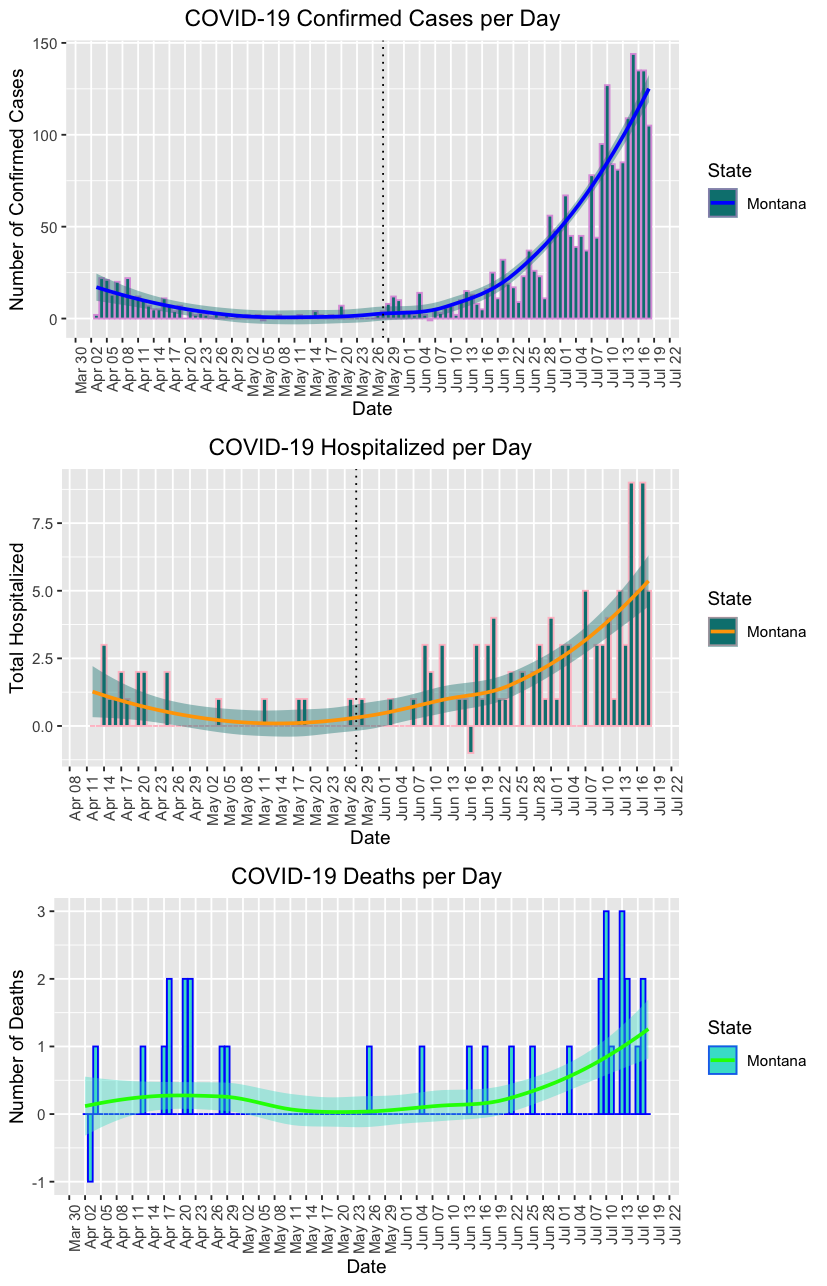 COVID-19 Confirmed Cases per Day
Number of Confirmed Cases
150
100
50
0
Mar 30
Apr 02
Apr 05
Apr 08
Apr 11
Apr 14
Apr 17
Apr 20
Apr 23
Apr 26
Apr 29
May 02
May 05
May 08
May 11
May 14
May 17
May 20
May 23
May 26
May 29
Jun 01
Jun 04
Jun 07
Jun 10
Jun 13
Jun 16
Jun 19
Jun 22
Jun 25
Jun 28
Jul 01
Jul 04
Jul 07
Jul 10
Jul 13
Jul 16
Jul 19
Jul 22
Date
State
Montana
COVID-19 Hospitalized per Day
Total Hospitalized
7.5
5.0
2.5
0.0
Apr 08
Apr 11
Apr 14
Apr 17
Apr 20
Apr 23
Apr 26
Apr 29
May 02
May 05
May 08
May 11
May 14
May 17
May 20
May 23
May 26
May 29
Jun 01
Jun 04
Jun 07
Jun 10
Jun 13
Jun 16
Jun 19
Jun 22
Jun 25
Jun 28
Jul 01
Jul 04
Jul 07
Jul 10
Jul 13
Jul 16
Jul 19
Jul 22
Date
State
Montana
COVID-19 Deaths per Day
Number of Deaths
3
2
1
0
-1
Mar 30
Apr 02
Apr 05
Apr 08
Apr 11
Apr 14
Apr 17
Apr 20
Apr 23
Apr 26
Apr 29
May 02
May 05
May 08
May 11
May 14
May 17
May 20
May 23
May 26
May 29
Jun 01
Jun 04
Jun 07
Jun 10
Jun 13
Jun 16
Jun 19
Jun 22
Jun 25
Jun 28
Jul 01
Jul 04
Jul 07
Jul 10
Jul 13
Jul 16
Jul 19
Jul 22
Date
State
Montana